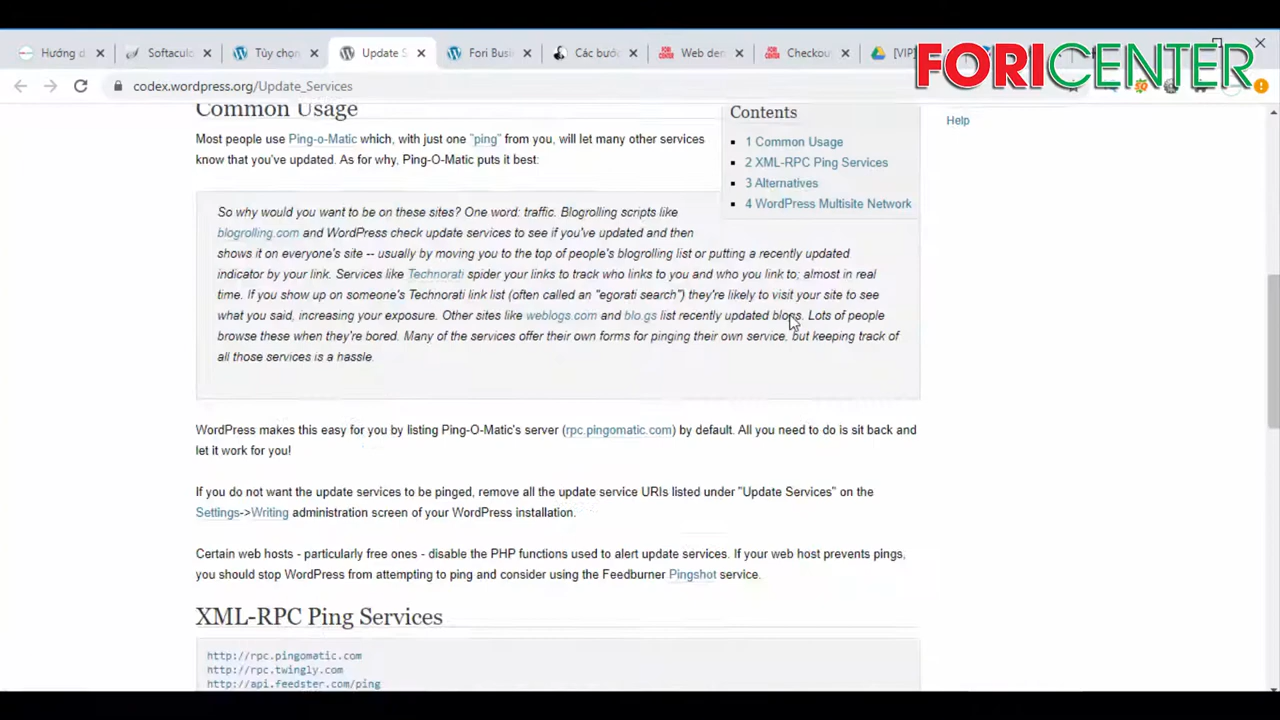 Hướng d
Softaculo
Tùy chọn
Update S
Fori Busin
Các bước
Web dem
Checkou
[VIP]
FORICENTER
codex.wordpress.org/Update_Services
Common Usage
Most people use Ping-o-Matic which, with just one "ping" from you, will let many other services
know that you've updated. As for why, Ping-O-Matic puts it best:
Contents
1 Common Usage
2 XML-RPC Ping Services
3 Alternatives
4 WordPress Multisite Network
Help
So why would you want to be on these sites? One word: traffic. Blogrolling scripts like
blogrolling.com and WordPress check update services to see if you've updated and then
shows it on everyone's site -- usually by moving you to the top of people's blogrolling list or putting a recently updated
indicator by your link. Services like Technorati spider your links to track who links to you and who you link to; almost in real
time. If you show up on someone's Technorati link list (often called an "egorati search") they're likely to visit your site to see
what you said, increasing your exposure. Other sites like weblogs.com and blo.gs list recently updated blogs. Lots of people
browse these when they're bored. Many of the services offer their own forms for pinging their own service, but keeping track of
all those services is a hassle.
WordPress makes this easy for you by listing Ping-O-Matic's server (rpc.pingomatic.com) by default. All you need to do is sit back and
let it work for you!
If you do not want the update services to be pinged, remove all the update service URIs listed under "Update Services" on the
Settings->Writing administration screen of your WordPress installation.
Certain web hosts - particularly free ones - disable the PHP functions used to alert update services. If your web host prevents pings,
you should stop WordPress from attempting to ping and consider using the Feedburner Pingshot service.
XML-RPC Ping Services
http://rpc.pingomatic.com
http://rpc.twingly.com
http://api.feedster.com/ping